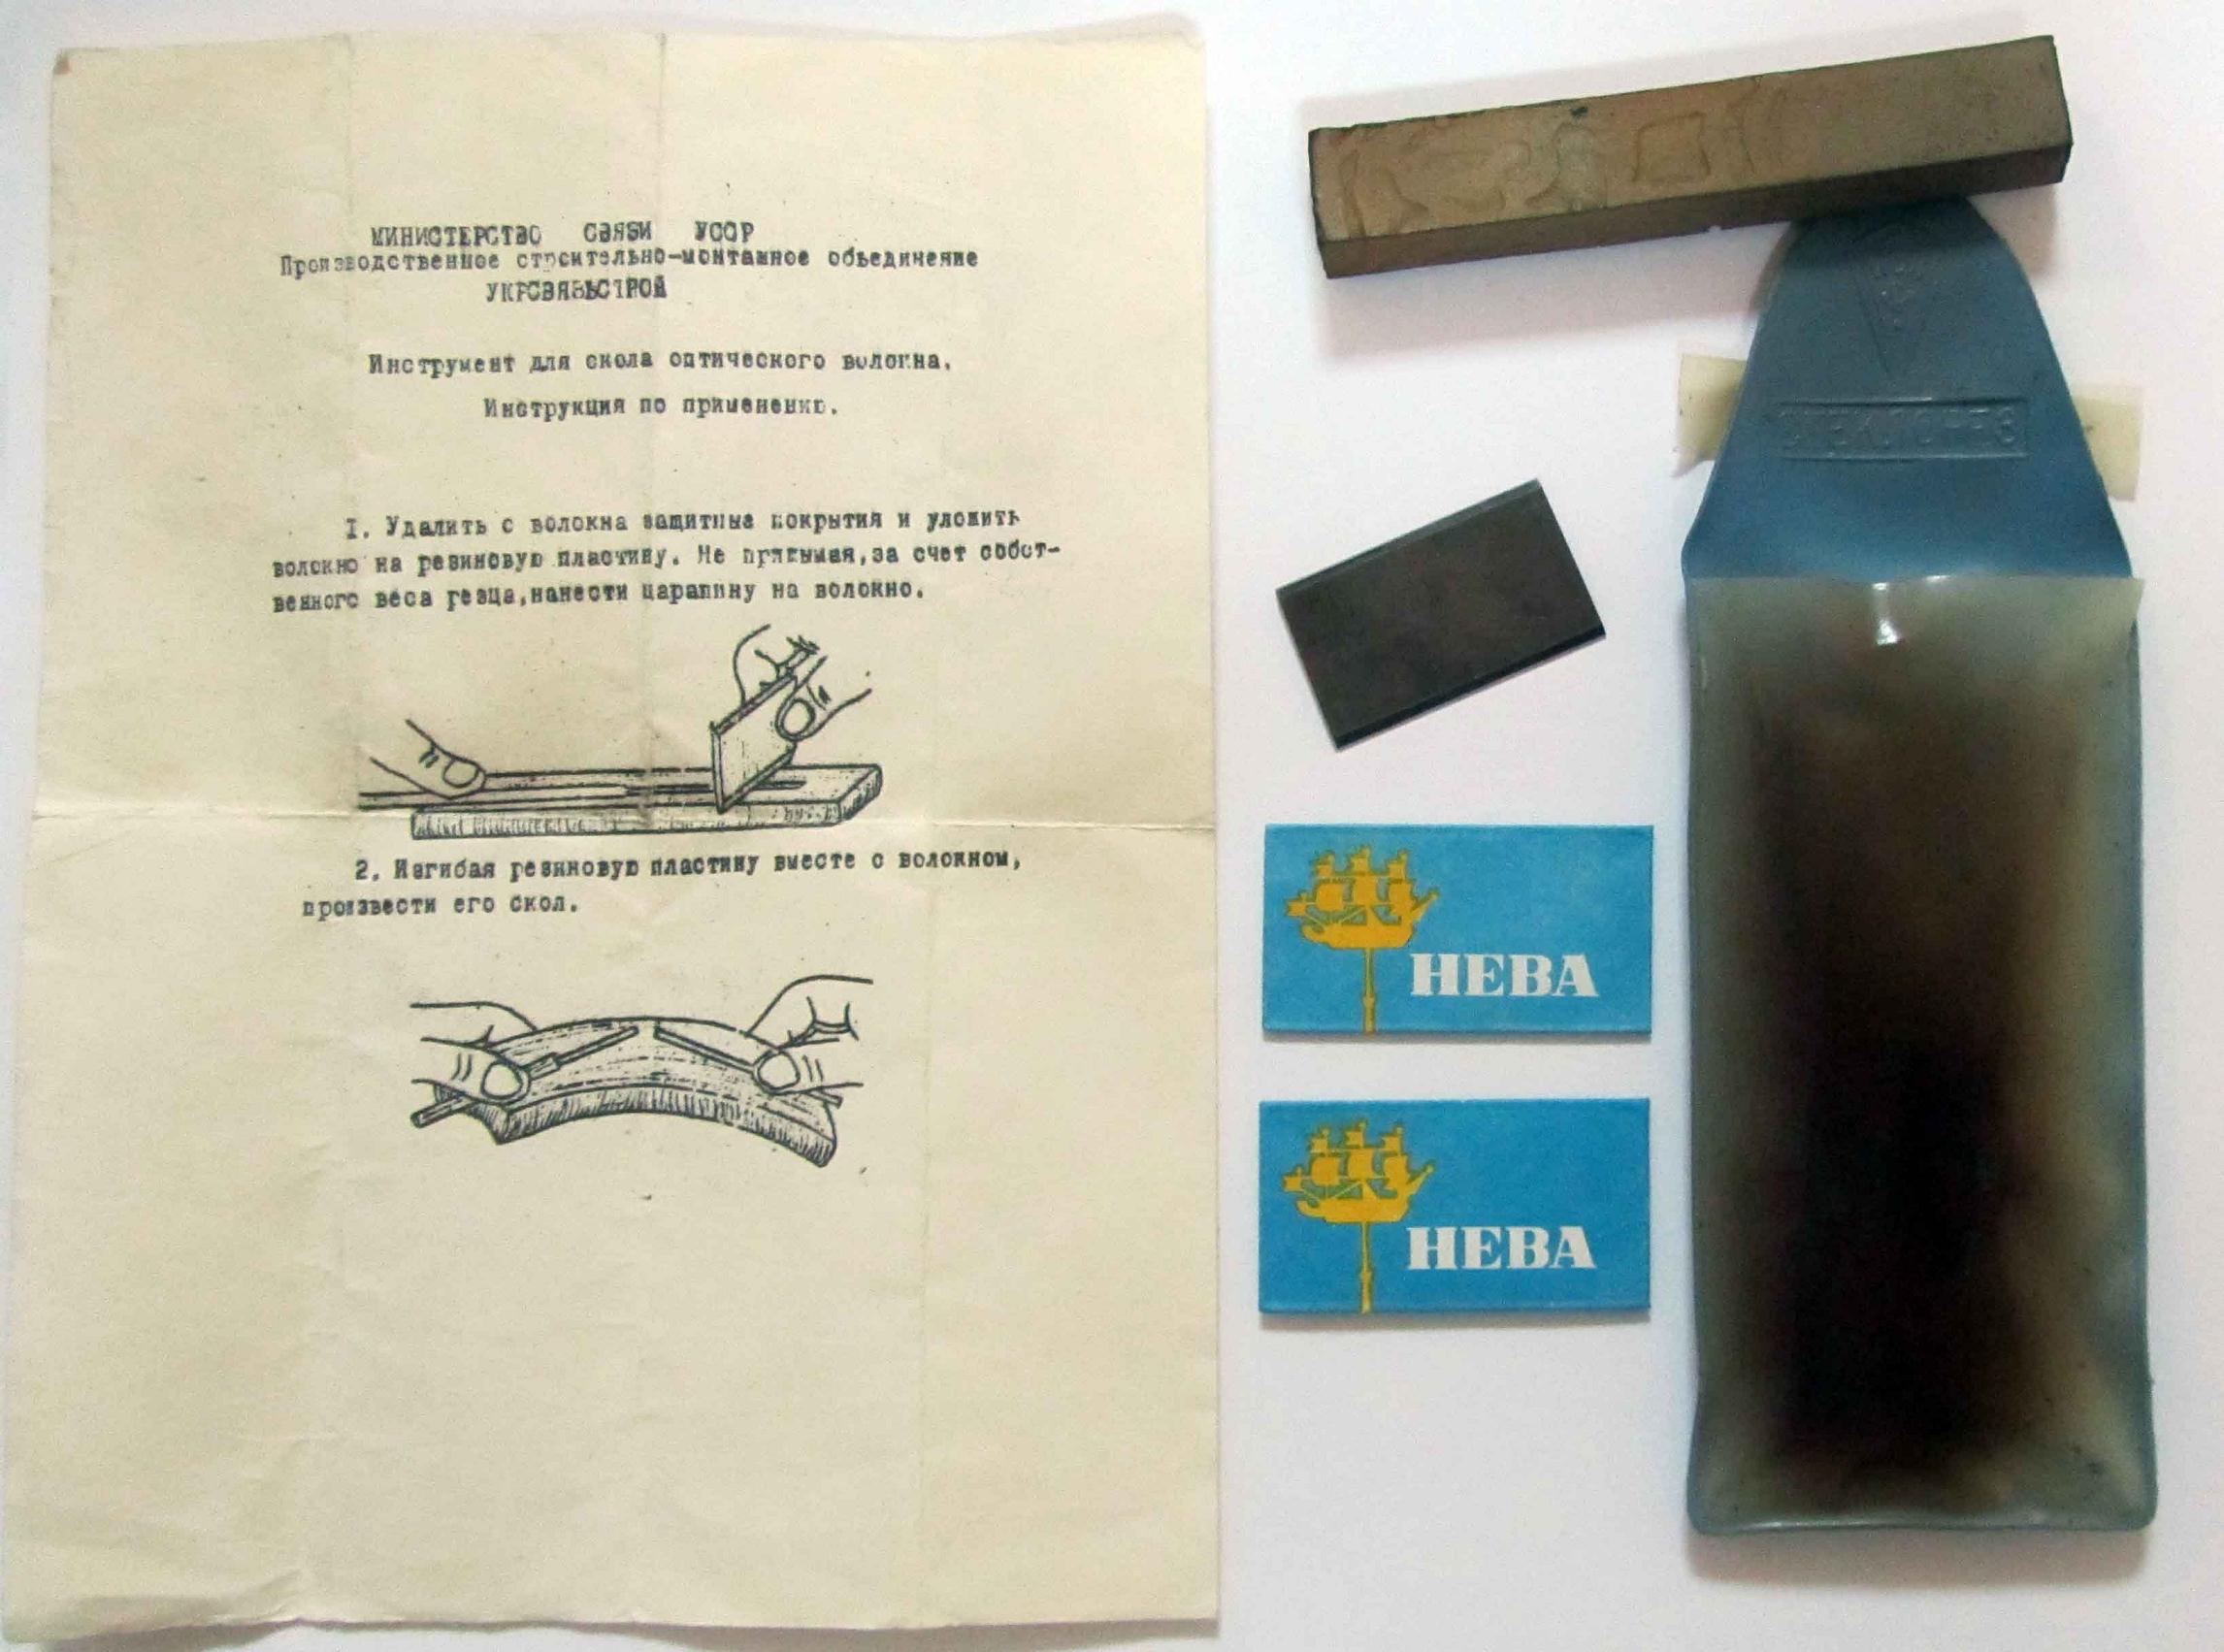 МИНИСТЕРСТВО СВЯЗИ УССР
Производственное строительно-монтажное объединение
УКРСВЯЗЬСТРОЙ
Инструмент для скола оптического волокна.
Инструкция по применению.
I. Удалить с волокна защитные покрытия и уложить
волокно на резиновую пластину. Не прижимая, за счет собст-
венного веса резца, нанести царапину на волокно.
2. Изгибая резиновую пластину вместе с волокном,
произвести его скол.
НЕВА
НЕВА
СТЕКЛОРЕЗ